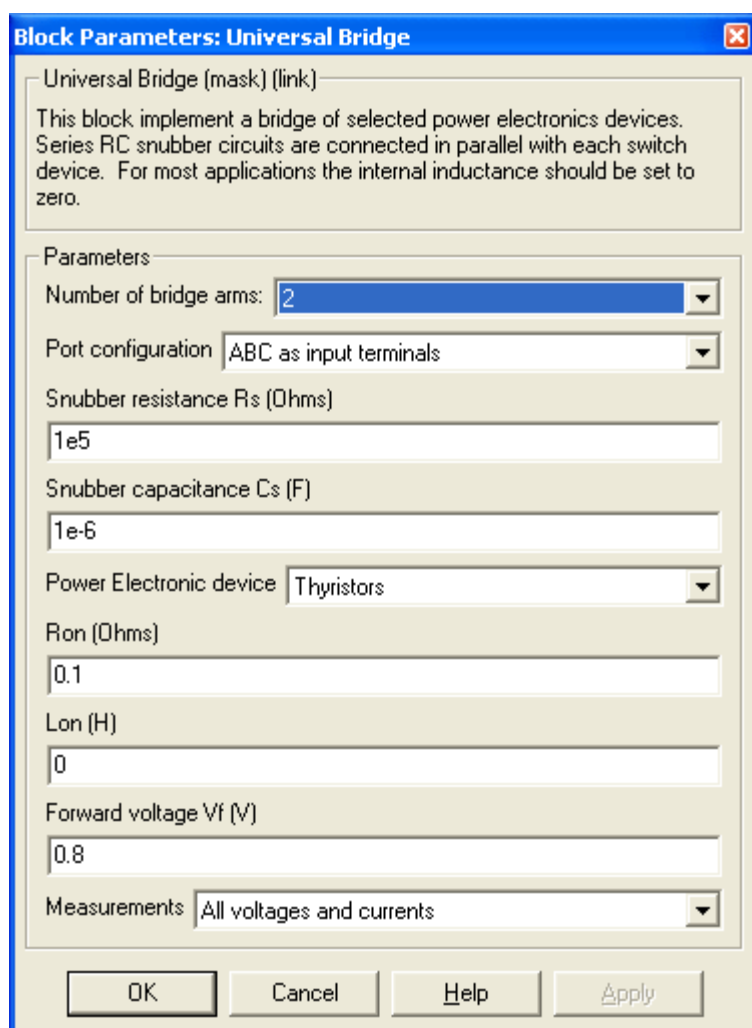 Block Parameters: Universal Bridge
Universal Bridge (mask) (link)
This block implement a bridge of selected power electronics devices.
Series RC snubber circuits are connected in parallel with each switch
device. For most applications the internal inductance should be set to
zero.
Parameters
Number of bridge arms: 2
Port configuration ABC as input terminals
Snubber resistance Rs (Ohms)
1e5
Snubber capacitance Cs (F)
1e-6
Power Electronic device Thyristors
Ron (Ohms)
0.1
Lon (H)
0
Forward voltage Vf (V)
0.8
Measurements All voltages and currents
OK Cancel Help Apply